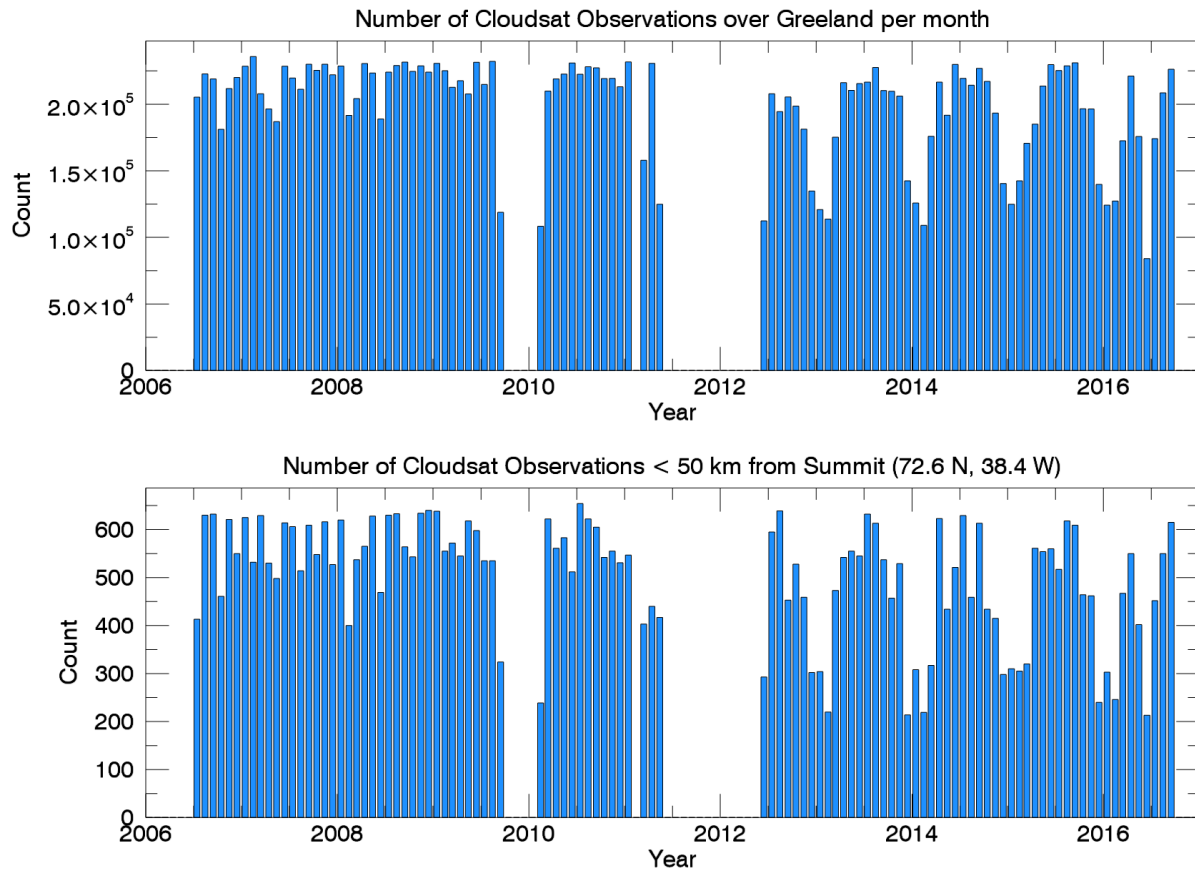 Number of Cloudsat Observations over Greeland per month
2.0×10⁵
1.5×10⁵
1.0×10⁵
5.0×10⁴
0
Count
2006 2008 2010 2012 2014 2016
Year
Number of Cloudsat Observations < 50 km from Summit (72.6 N, 38.4 W)
600
500
400
300
200
100
0
Count
2006 2008 2010 2012 2014 2016
Year